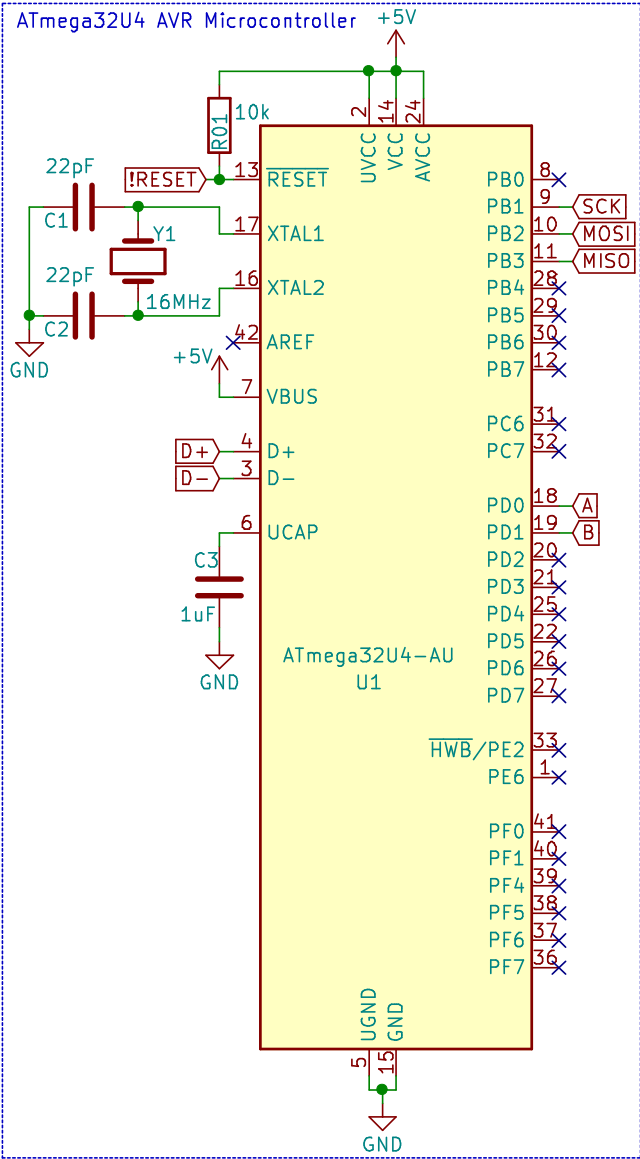 ATmega32U4 AVR Microcontroller
+5V
R01
10k
2
14
24
UVCC
VCC
AVCC
22pF
!RESET
13
RESET
PB0
8
C1
PB1
9
SCK
Y1
17
XTAL1
PB2
10
MOSI
PB3
11
MISO
22pF
16MHz
16
XTAL2
PB4
28
C2
PB5
29
GND
42
AREF
PB6
30
+5V
PB7
12
7
VBUS
PC6
31
D+
4
D+
PC7
32
D-
3
D-
PD0
18
A
6
UCAP
PD1
19
B
C3
PD2
20
PD3
21
1uF
PD4
25
PD5
22
ATmega32U4-AU
GND
U1
PD6
26
PD7
27
HWB/PE2
33
PE6
1
PF0
41
PF1
40
PF4
39
PF5
38
PF6
37
PF7
36
UGND
GND
5
15
GND